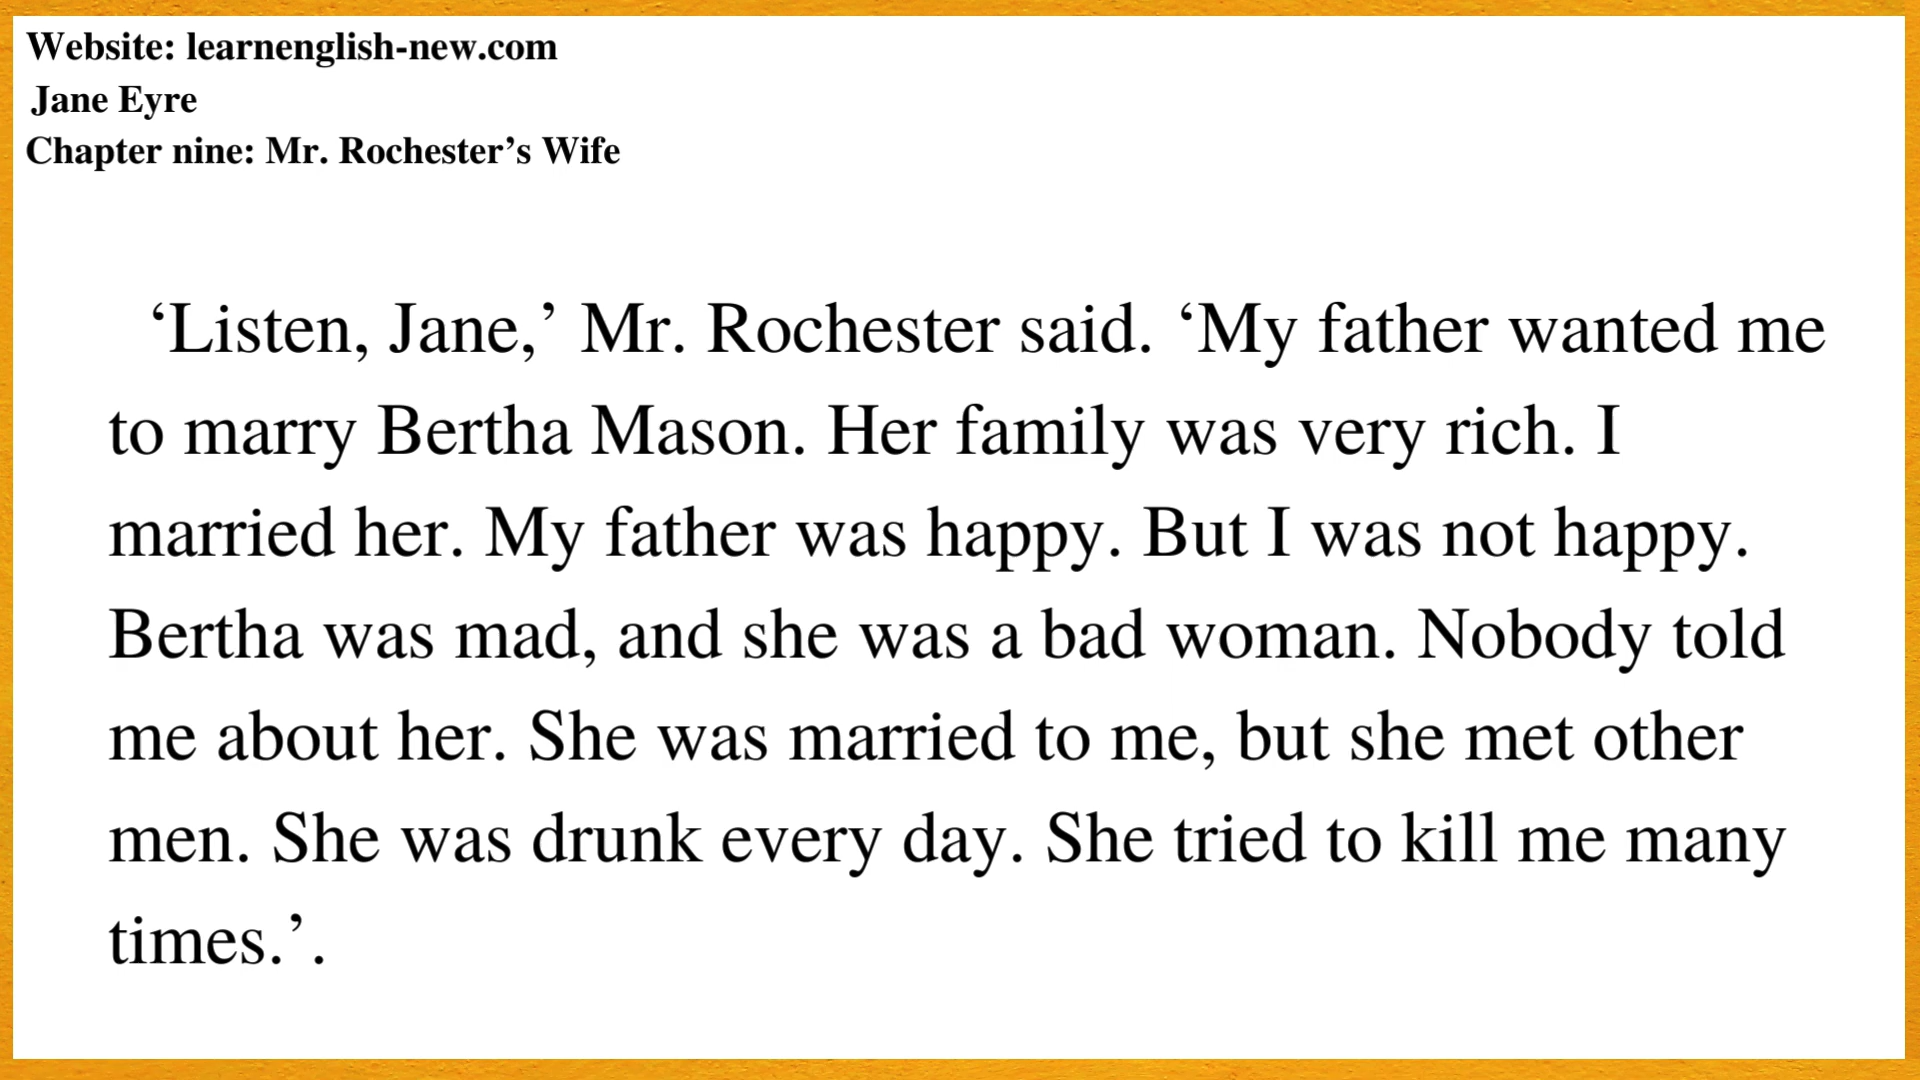 Website: learnenglish-new.com
Jane Eyre
Chapter nine: Mr. Rochester’s Wife
‘Listen, Jane,’ Mr. Rochester said. ‘My father wanted me
to marry Bertha Mason. Her family was very rich. I
married her. My father was happy. But I was not happy.
Bertha was mad, and she was a bad woman. Nobody told
me about her. She was married to me, but she met other
men. She was drunk every day. She tried to kill me many
times.’.